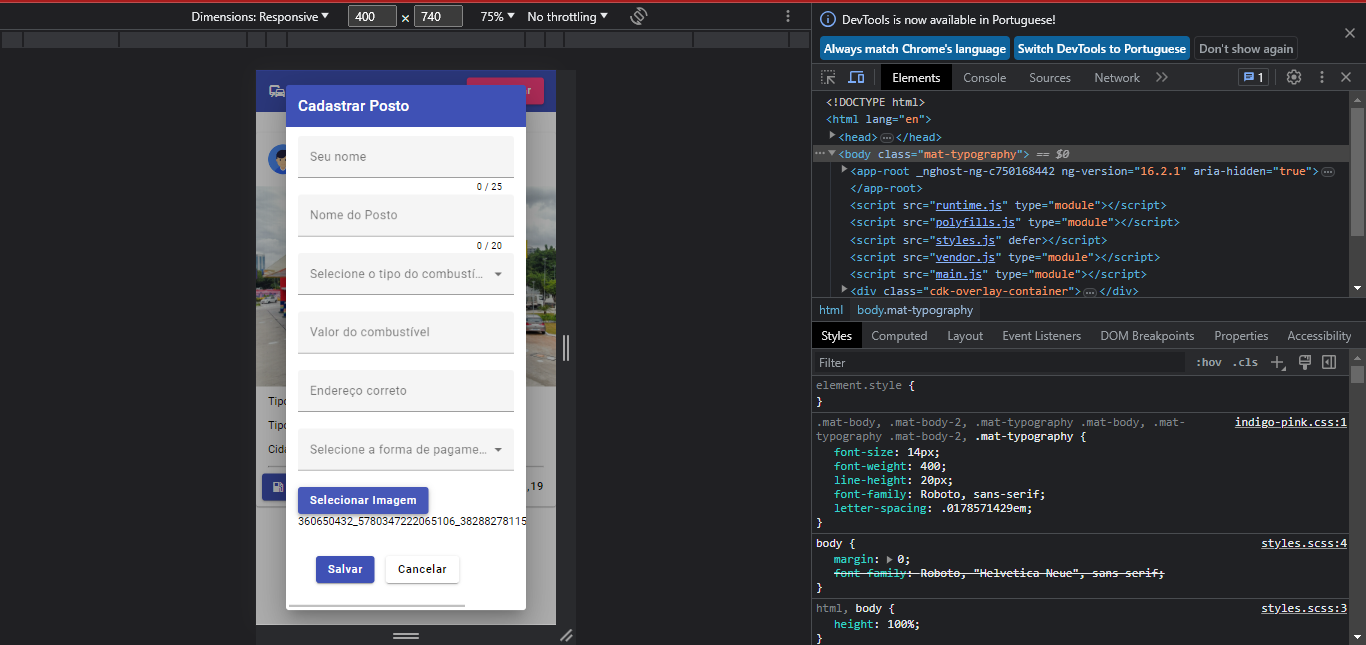 Dimensions: Responsive 400 × 740 75% No throttling
r
Cadastrar Posto
Seu nome
0 / 25
Nome do Posto
0 / 20
Selecione o tipo do combustí...
Valor do combustível
Endereço correto
Tipo
Tipo
Selecione a forma de pagame...
Cida
Selecionar Imagem
,19
360650432_5780347222065106_38288278115
Salvar Cancelar
DevTools is now available in Portuguese!
Always match Chrome's language Switch DevTools to Portuguese Don't show again
Elements Console Sources Network 1
<!DOCTYPE html>
<html lang="en">
<head> … </head>
… <body class="mat-typography"> == $0
<app-root _nghost-ng-c750168442 ng-version="16.2.1" aria-hidden="true"> …
</app-root>
<script src="runtime.js" type="module"></script>
<script src="polyfills.js" type="module"></script>
<script src="styles.js" defer></script>
<script src="vendor.js" type="module"></script>
<script src="main.js" type="module"></script>
<div class="cdk-overlay-container"> … </div>
html body.mat-typography
Styles Computed Layout Event Listeners DOM Breakpoints Properties Accessibility
Filter :hov .cls
element.style {
}
.mat-body, .mat-body-2, .mat-typography .mat-body, .mat- indigo-pink.css:1
typography .mat-body-2, .mat-typography {
font-size: 14px;
font-weight: 400;
line-height: 20px;
font-family: Roboto, sans-serif;
letter-spacing: .0178571429em;
}
body { styles.scss:4
margin: 0;
font-family: Roboto, "Helvetica Neue", sans-serif;
}
html, body { styles.scss:3
height: 100%;
}